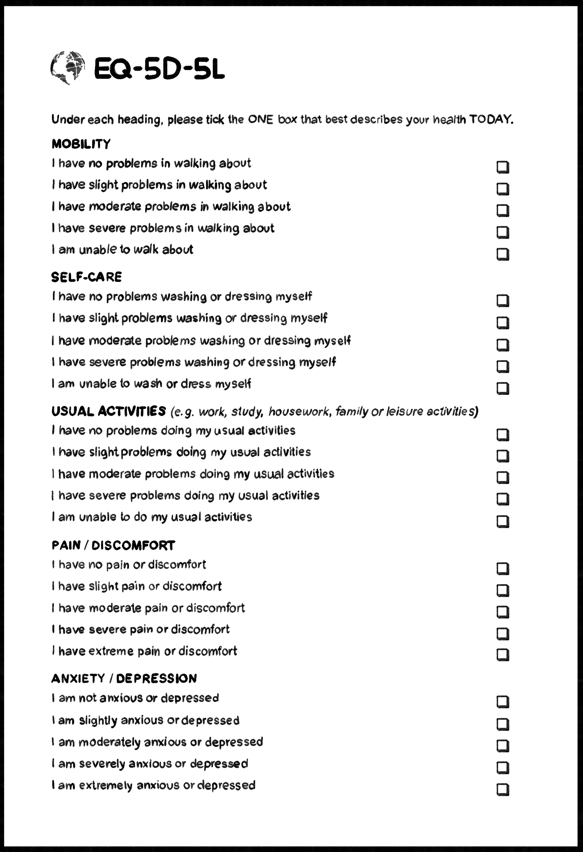 EQ-5D-5L
Under each heading, please tick the ONE box that best describes your health TODAY.
MOBILITY
I have no problems in walking about
I have slight problems in walking about
I have moderate problems in walking about
I have severe problems in walking about
I am unable to walk about
SELF-CARE
I have no problems washing or dressing myself
I have slight problems washing or dressing myself
I have moderate problems washing or dressing myself
I have severe problems washing or dressing myself
I am unable to wash or dress myself
USUAL ACTIVITIES (e.g. work, study, housework, family or leisure activities)
I have no problems doing my usual activities
I have slight problems doing my usual activities
I have moderate problems doing my usual activities
I have severe problems doing my usual activities
I am unable to do my usual activities
PAIN / DISCOMFORT
I have no pain or discomfort
I have slight pain or discomfort
I have moderate pain or discomfort
I have severe pain or discomfort
I have extreme pain or discomfort
ANXIETY / DEPRESSION
I am not anxious or depressed
I am slightly anxious or depressed
I am moderately anxious or depressed
I am severely anxious or depressed
I am extremely anxious or depressed